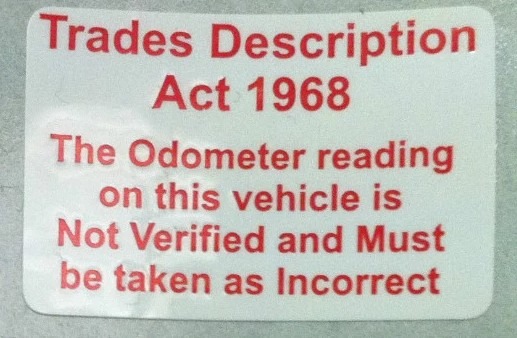 Trades Description
Act 1968
The Odometer reading
on this vehicle is
Not Verified and Must
be taken as Incorrect